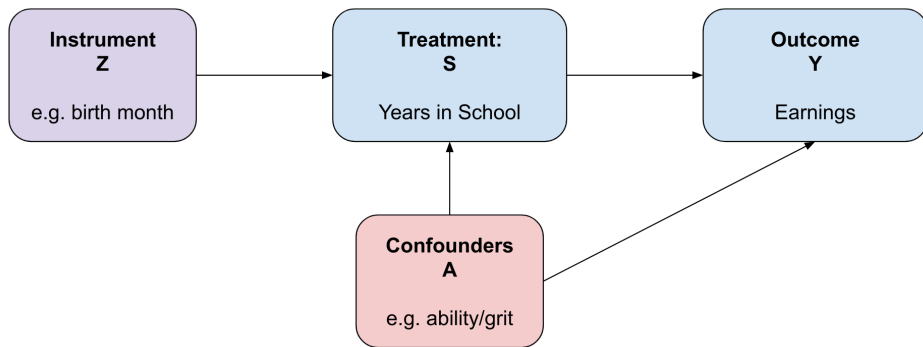 Instrument
Z
e.g. birth month
Treatment:
S
Years in School
Outcome
Y
Earnings
Confounders
A
e.g. ability/grit